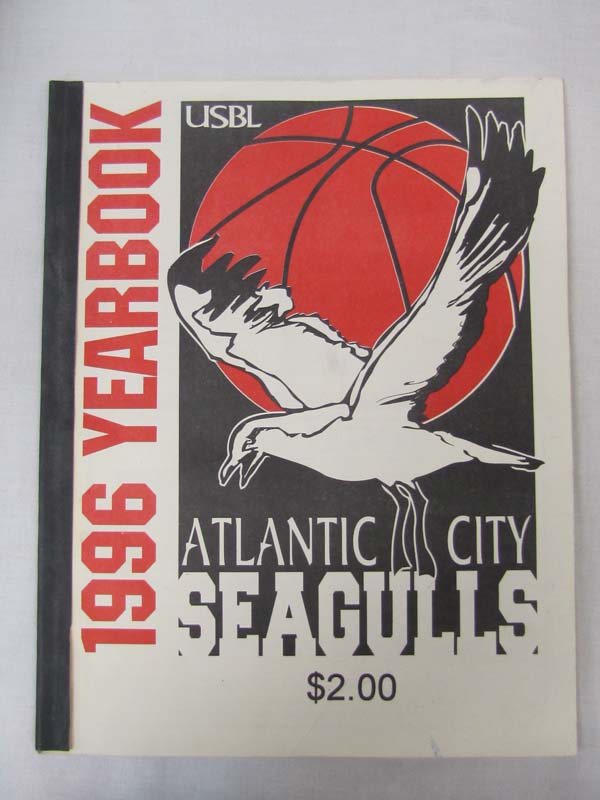 1996 YEARBOOK
USBL
ATLANTIC CITY
SEAGULLS
$2.00